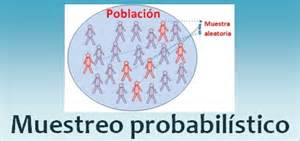 Población
Muestra
aleatoria
Muestreo probabilístico